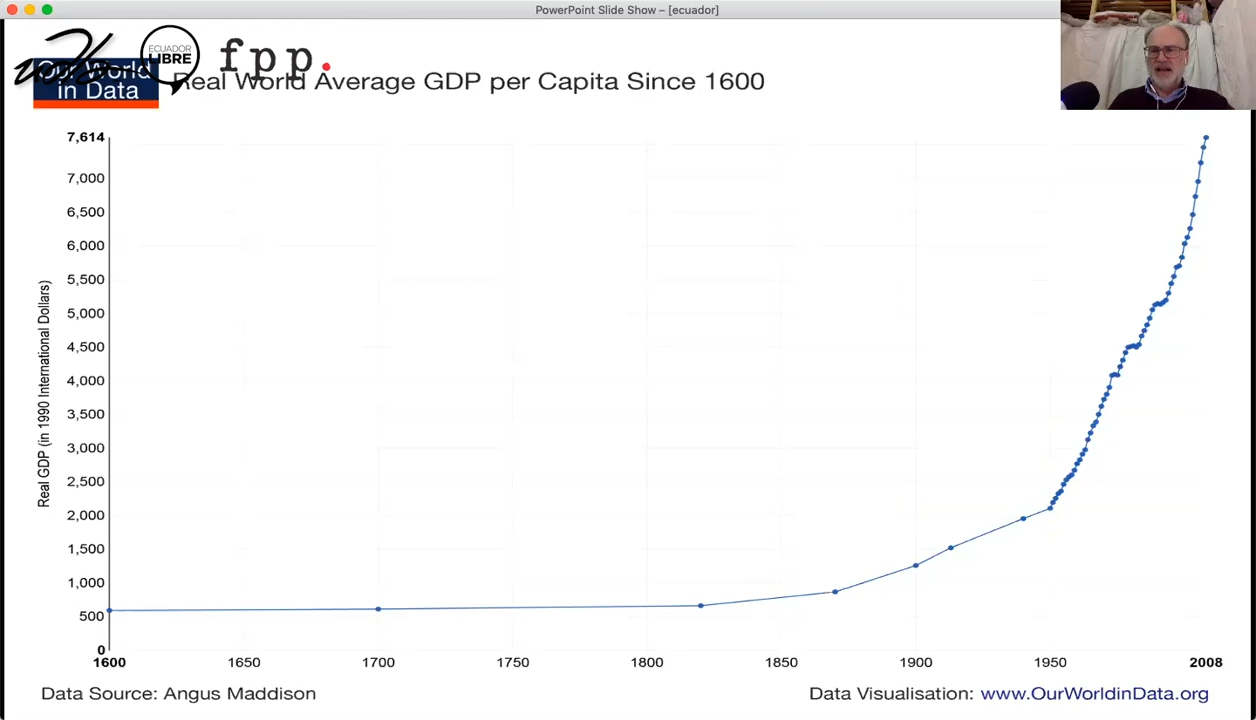 PowerPoint Slide Show – [ecuador]
ECUADOR
LIBRE
fpp.
Our World
in Data
Real World Average GDP per Capita Since 1600
7,614
7,000
6,500
6,000
5,500
5,000
4,500
4,000
3,500
3,000
2,500
2,000
1,500
1,000
500
0
Real GDP (in 1990 International Dollars)
1600 1650 1700 1750 1800 1850 1900 1950 2008
Data Source: Angus Maddison
Data Visualisation: www.OurWorldinData.org